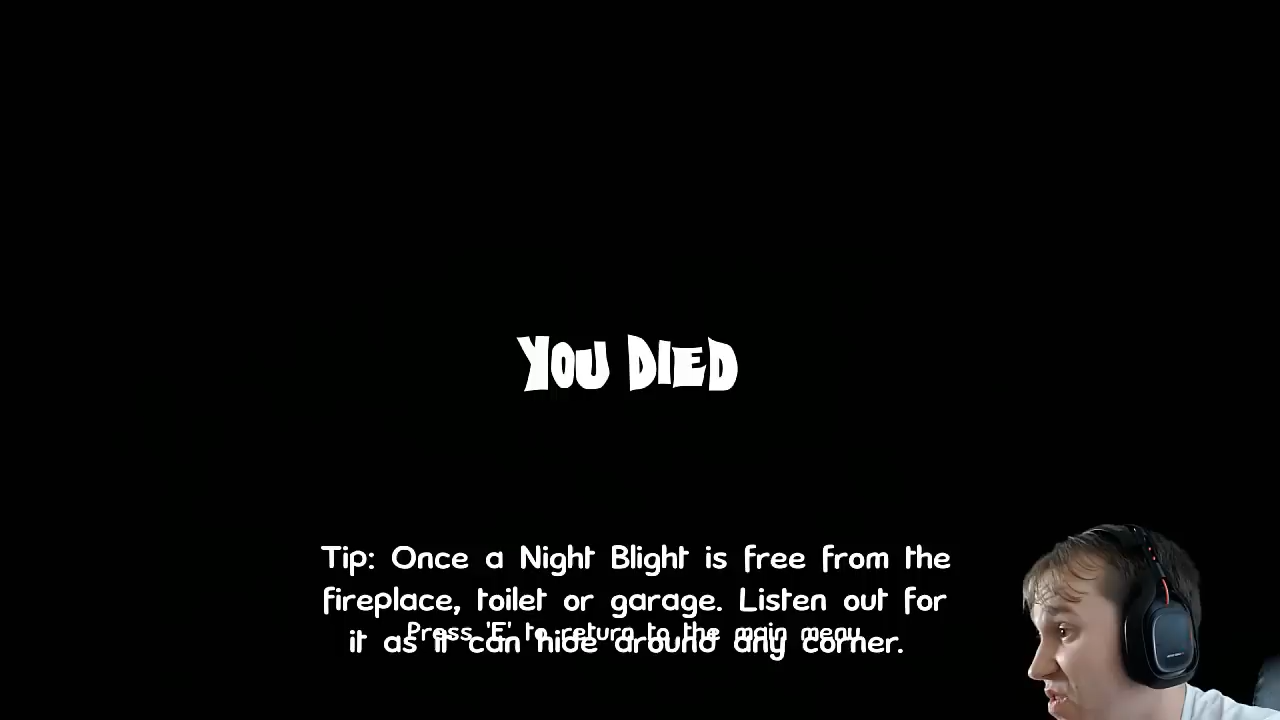 YOU DIED
Tip: Once a Night Blight is free from the
fireplace, toilet or garage. Listen out for
it as it can hide around any corner.
Press 'E' to return to the main menu